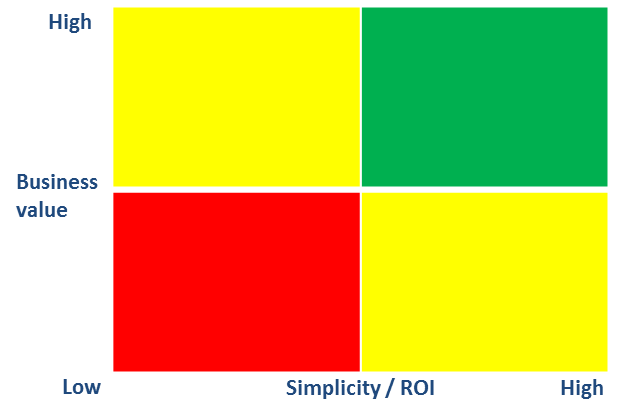 High
Business
value
Low
Simplicity / ROI
High